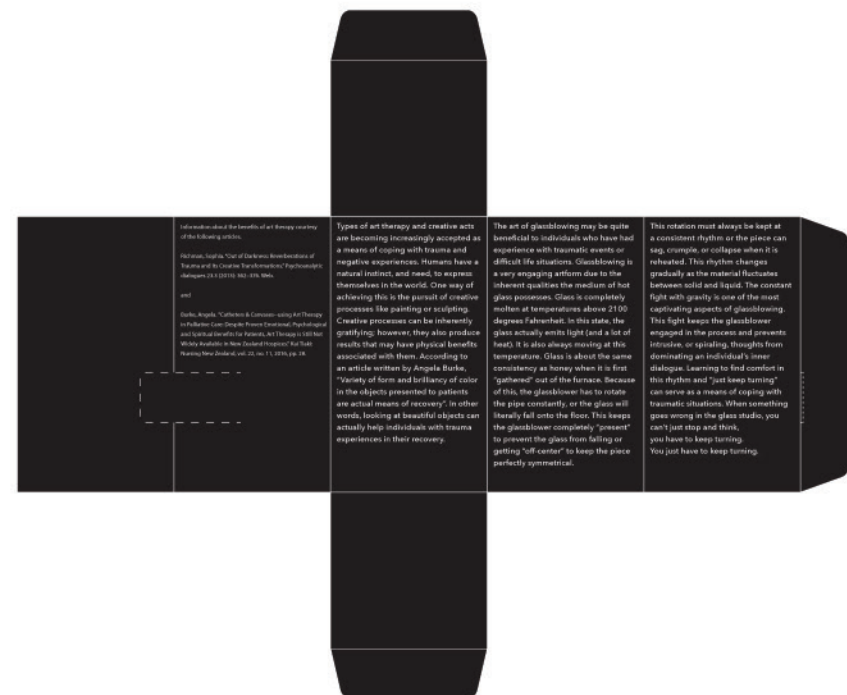 Information about the benefits of art therapy courtesy
of the following articles:
Richman, Sophia. "Out of Darkness: Reverberations of
Trauma and its Creative Transformations." Psychoanalytic
dialogues 23.3 (2013): 362–376. Web.
and
Burke, Angela. "Catheters & Canvases–using Art Therapy
in Palliative Care: Despite Proven Emotional, Psychological
and Spiritual Benefits for Patients, Art Therapy is Still Not
Widely Available in New Zealand Hospices." Kai Tiaki:
Nursing New Zealand, vol. 22, no. 11, 2016, pp. 28.
Types of art therapy and creative acts
are becoming increasingly accepted as
a means of coping with trauma and
negative experiences. Humans have a
natural instinct, and need, to express
themselves in the world. One way of
achieving this is the pursuit of creative
processes like painting or sculpting.
Creative processes can be inherently
gratifying; however, they also produce
results that may have physical benefits
associated with them. According to
an article written by Angela Burke,
"Variety of form and brilliancy of color
in the objects presented to patients
are actual means of recovery". In other
words, looking at beautiful objects can
actually help individuals with trauma
experiences in their recovery.
The art of glassblowing may be quite
beneficial to individuals who have had
experience with traumatic events or
difficult life situations. Glassblowing is
a very engaging artform due to the
inherent qualities the medium of hot
glass possesses. Glass is completely
molten at temperatures above 2100
degrees Fahrenheit. In this state, the
glass actually emits light (and a lot of
heat). It is also always moving at this
temperature. Glass is about the same
consistency as honey when it is first
"gathered" out of the furnace. Because
of this, the glassblower has to rotate
the pipe constantly, or the glass will
literally fall onto the floor. This keeps
the glassblower completely "present"
to prevent the glass from falling or
getting "off-center" to keep the piece
perfectly symmetrical.
This rotation must always be kept at
a consistent rhythm or the piece can
sag, crumple, or collapse when it is
reheated. This rhythm changes
gradually as the material fluctuates
between solid and liquid. The constant
fight with gravity is one of the most
captivating aspects of glassblowing.
This fight keeps the glassblower
engaged in the process and prevents
intrusive, or spiraling, thoughts from
dominating an individual's inner
dialogue. Learning to find comfort in
this rhythm and "just keep turning"
can serve as a means of coping with
traumatic situations. When something
goes wrong in the glass studio, you
can't just stop and think,
you have to keep turning.
You just have to keep turning.